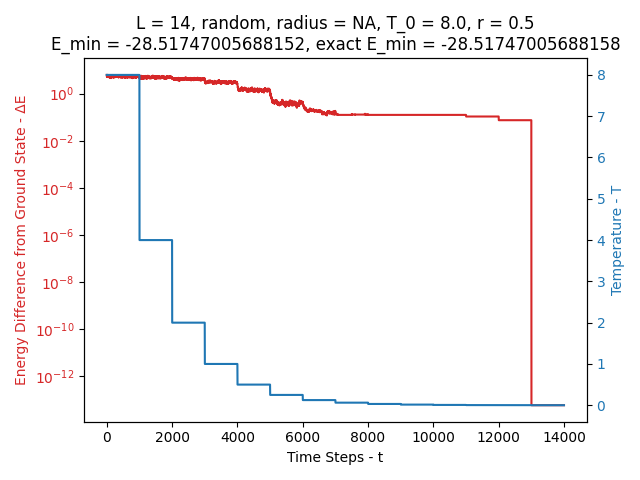 L = 14, random, radius = NA, T_0 = 8.0, r = 0.5
E_min = -28.51747005688152, exact E_min = -28.51747005688158
Energy Difference from Ground State - ΔE
10^0
10^-2
10^-4
10^-6
10^-8
10^-10
10^-12
8
7
6
5
4
3
2
1
0
Temperature - T
0 2000 4000 6000 8000 10000 12000 14000
Time Steps - t